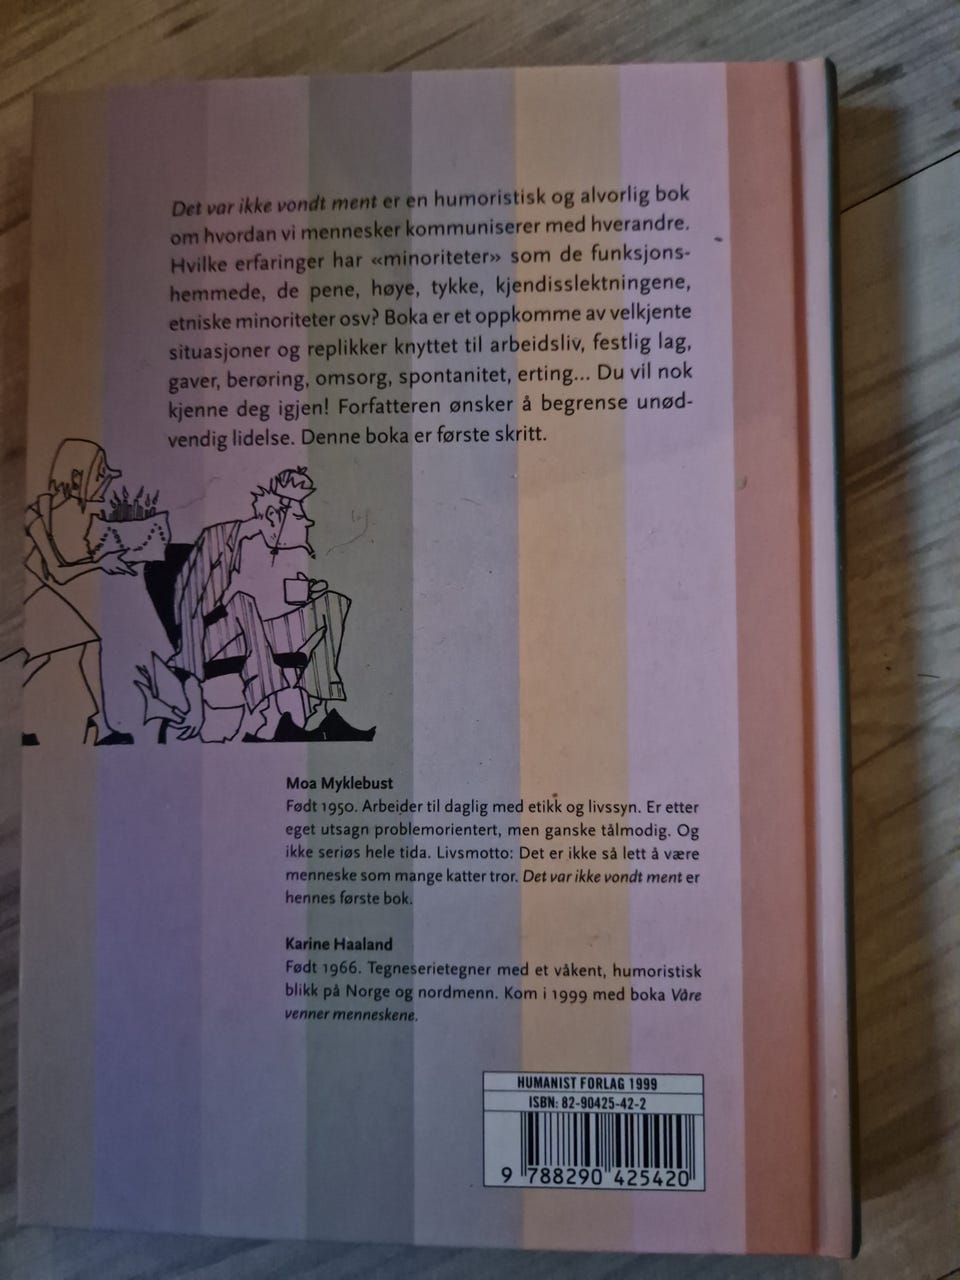 Det var ikke vondt ment er en humoristisk og alvorlig bok
om hvordan vi mennesker kommuniserer med hverandre.
Hvilke erfaringer har «minoriteter» som de funksjons-
hemmede, de pene, høye, tykke, kjendisslektningene,
etniske minoriteter osv? Boka er et oppkomme av velkjente
situasjoner og replikker knyttet til arbeidsliv, festlig lag,
gaver, berøring, omsorg, spontanitet, erting... Du vil nok
kjenne deg igjen! Forfatteren ønsker å begrense unød-
vendig lidelse. Denne boka er første skritt.
Moa Myklebust
Født 1950. Arbeider til daglig med etikk og livssyn. Er etter
eget utsagn problemorientert, men ganske tålmodig. Og
ikke seriøs hele tida. Livsmotto: Det er ikke så lett å være
menneske som mange katter tror. Det var ikke vondt ment er
hennes første bok.
Karine Haaland
Født 1966. Tegneserietegner med et våkent, humoristisk
blikk på Norge og nordmenn. Kom i 1999 med boka Våre
venner menneskene.
HUMANIST FORLAG 1999
ISBN: 82-90425-42-2
9 788290 425420